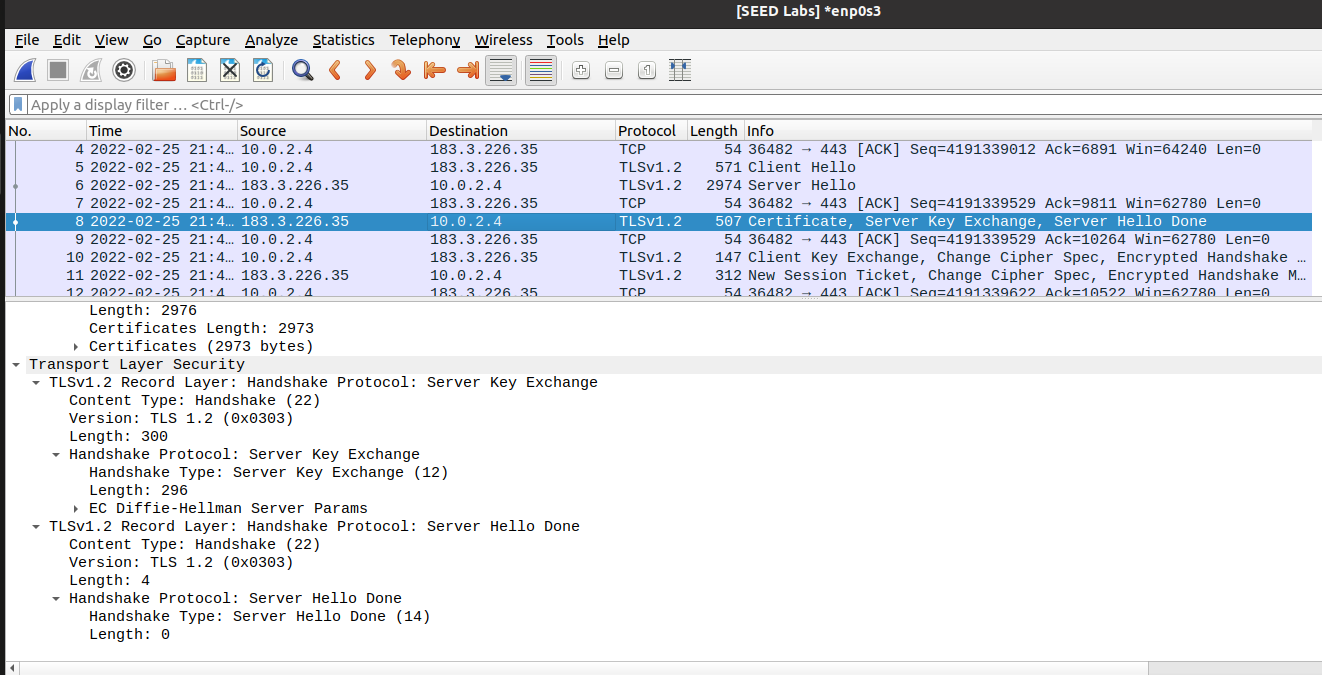 [SEED Labs] *enp0s3
File Edit View Go Capture Analyze Statistics Telephony Wireless Tools Help
Apply a display filter … <Ctrl-/>
No. Time Source Destination Protocol Length Info
4 2022-02-25 21:4… 10.0.2.4 183.3.226.35 TCP 54 36482 → 443 [ACK] Seq=4191339012 Ack=6891 Win=64240 Len=0
5 2022-02-25 21:4… 10.0.2.4 183.3.226.35 TLSv1.2 571 Client Hello
6 2022-02-25 21:4… 183.3.226.35 10.0.2.4 TLSv1.2 2974 Server Hello
7 2022-02-25 21:4… 10.0.2.4 183.3.226.35 TCP 54 36482 → 443 [ACK] Seq=4191339529 Ack=9811 Win=62780 Len=0
8 2022-02-25 21:4… 183.3.226.35 10.0.2.4 TLSv1.2 507 Certificate, Server Key Exchange, Server Hello Done
9 2022-02-25 21:4… 10.0.2.4 183.3.226.35 TCP 54 36482 → 443 [ACK] Seq=4191339529 Ack=10264 Win=62780 Len=0
10 2022-02-25 21:4… 10.0.2.4 183.3.226.35 TLSv1.2 147 Client Key Exchange, Change Cipher Spec, Encrypted Handshake …
11 2022-02-25 21:4… 183.3.226.35 10.0.2.4 TLSv1.2 312 New Session Ticket, Change Cipher Spec, Encrypted Handshake M…
12 2022-02-25 21:4… 10.0.2.4 183.3.226.35 TCP 54 36482 → 443 [ACK] Seq=4191339622 Ack=10522 Win=62780 Len=0
Length: 2976
Certificates Length: 2973
Certificates (2973 bytes)
Transport Layer Security
TLSv1.2 Record Layer: Handshake Protocol: Server Key Exchange
Content Type: Handshake (22)
Version: TLS 1.2 (0x0303)
Length: 300
Handshake Protocol: Server Key Exchange
Handshake Type: Server Key Exchange (12)
Length: 296
EC Diffie-Hellman Server Params
TLSv1.2 Record Layer: Handshake Protocol: Server Hello Done
Content Type: Handshake (22)
Version: TLS 1.2 (0x0303)
Length: 4
Handshake Protocol: Server Hello Done
Handshake Type: Server Hello Done (14)
Length: 0